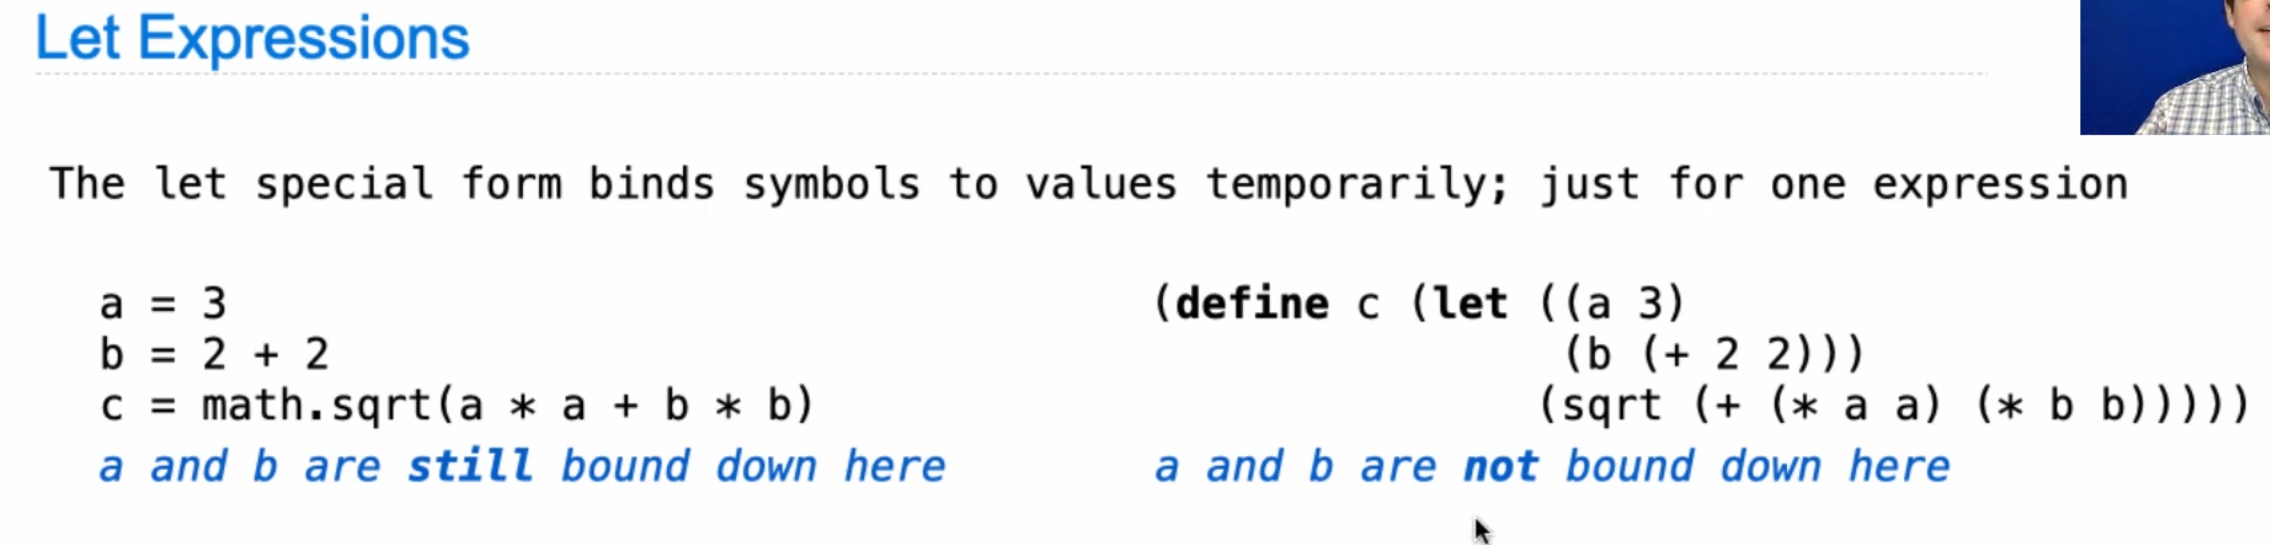 Let Expressions
The let special form binds symbols to values temporarily; just for one expression
a = 3
b = 2 + 2
c = math.sqrt(a * a + b * b)
a and b are still bound down here
(define c (let ((a 3)
(b (+ 2 2)))
(sqrt (+ (* a a) (* b b)))))
a and b are not bound down here